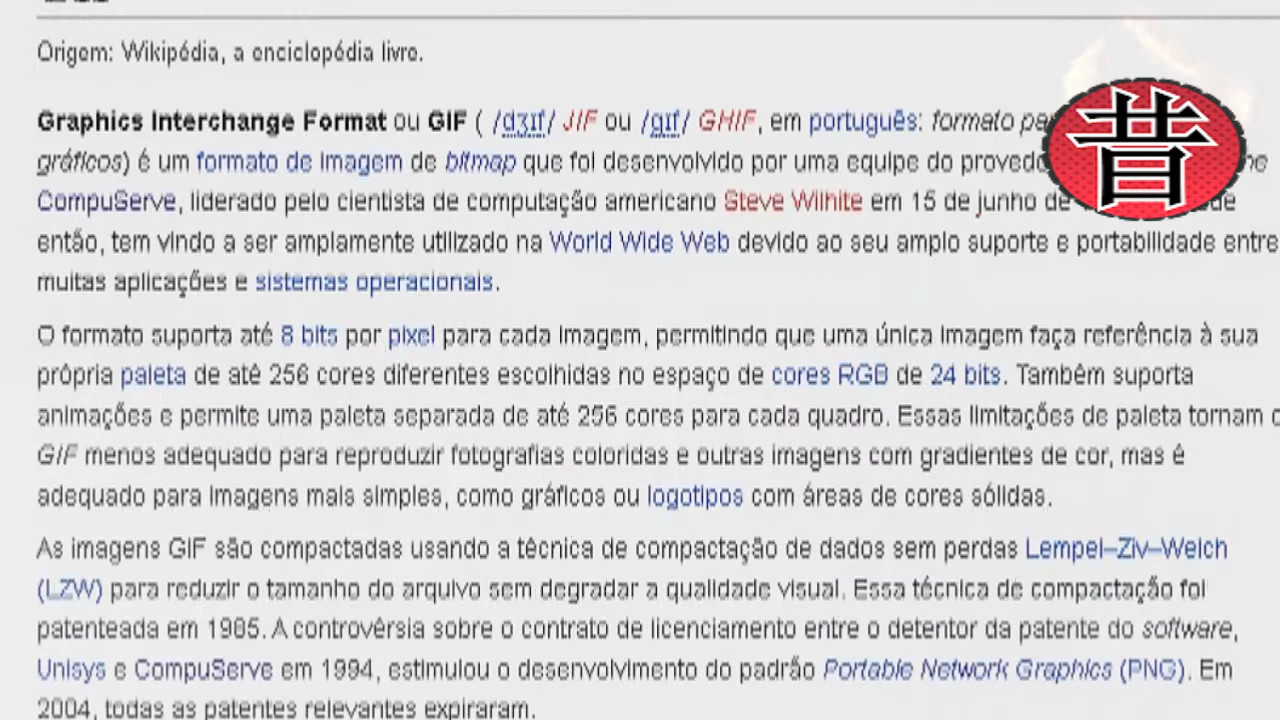 Origem: Wikipédia, a enciclopédia livre.
Graphics Interchange Format ou GIF ( /dʒɪf/ JIF ou /ɡɪf/ GHIF, em português: formato
昔
gráficos) é um formato de imagem de bitmap que foi desenvolvido por uma equipe do
CompuServe, liderado pelo cientista de computação americano Steve Wilhite em 15 de junho de
então, tem vindo a ser amplamente utilizado na World Wide Web devido ao seu amplo suporte e portabilidade entre
muitas aplicações e sistemas operacionais.
O formato suporta até 8 bits por pixel para cada imagem, permitindo que uma única imagem faça referência à sua
própria paleta de até 256 cores diferentes escolhidas no espaço de cores RGB de 24 bits. Também suporta
animações e permite uma paleta separada de até 256 cores para cada quadro. Essas limitações de paleta tornam
GIF menos adequado para reproduzir fotografias coloridas e outras imagens com gradientes de cor, mas é
adequado para imagens mais simples, como gráficos ou logotipos com áreas de cores sólidas.
As imagens GIF são compactadas usando a técnica de compactação de dados sem perdas Lempel–Ziv–Welch
(LZW) para reduzir o tamanho do arquivo sem degradar a qualidade visual. Essa técnica de compactação foi
patenteada em 1985. A controvérsia sobre o contrato de licenciamento entre o detentor da patente do software,
Unisys e CompuServe em 1994, estimulou o desenvolvimento do padrão Portable Network Graphics (PNG). Em
2004, todas as patentes relevantes expiraram.